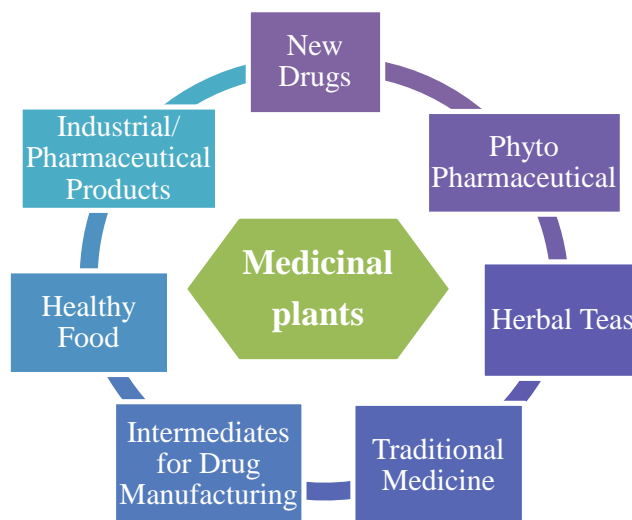 New
Drugs
Phyto
Pharmaceutical
Herbal Teas
Traditional
Medicine
Intermediates
for Drug
Manufacturing
Healthy
Food
Industrial/
Pharmaceutical
Products
Medicinal
plants